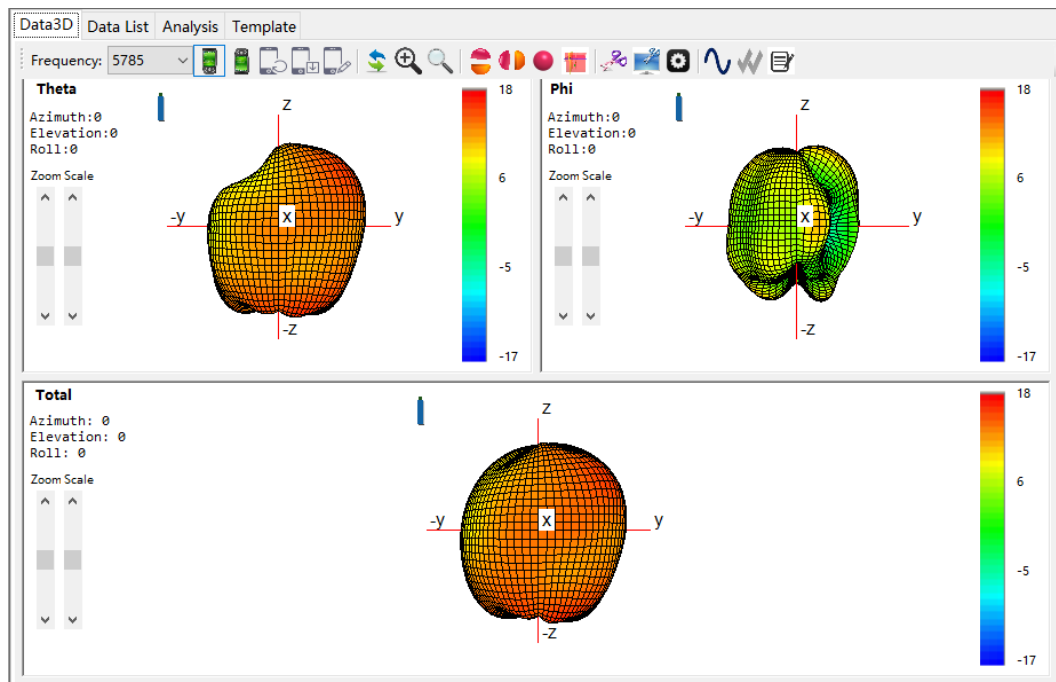 Data3D Data List Analysis Template
Frequency: 5785
Theta
Azimuth:0
Elevation:0
Roll:0
Zoom Scale
Z
-y
X
y
-Z
18
6
-5
-17
Phi
Azimuth:0
Elevation:0
Roll:0
Zoom Scale
Z
-y
X
y
-Z
18
6
-5
-17
Total
Azimuth: 0
Elevation: 0
Roll: 0
Zoom Scale
Z
-y
X
y
-Z
18
6
-5
-17